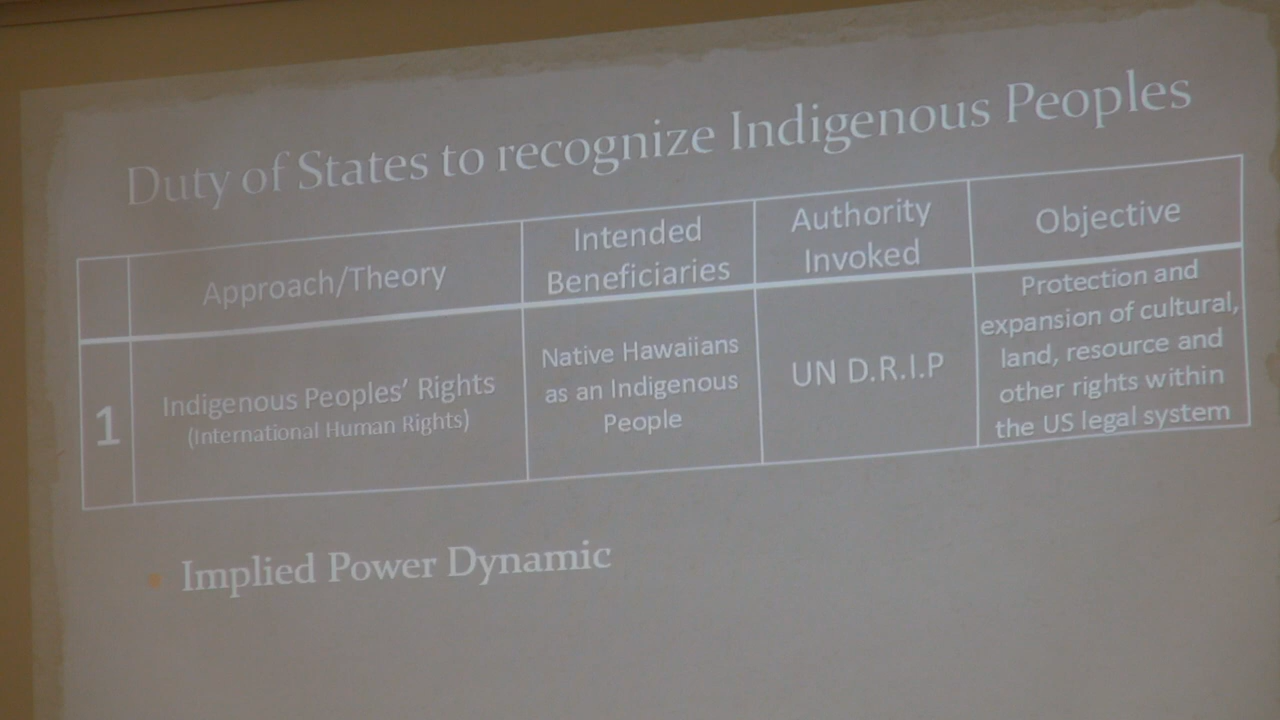 Duty of States to recognize Indigenous Peoples
Approach/Theory
Intended
Beneficiaries
Authority
Invoked
Objective
1
Indigenous Peoples’ Rights
(International Human Rights)
Native Hawaiians
as an Indigenous
People
UN D.R.I.P
Protection and
expansion of cultural,
land, resource and
other rights within
the US legal system
Implied Power Dynamic